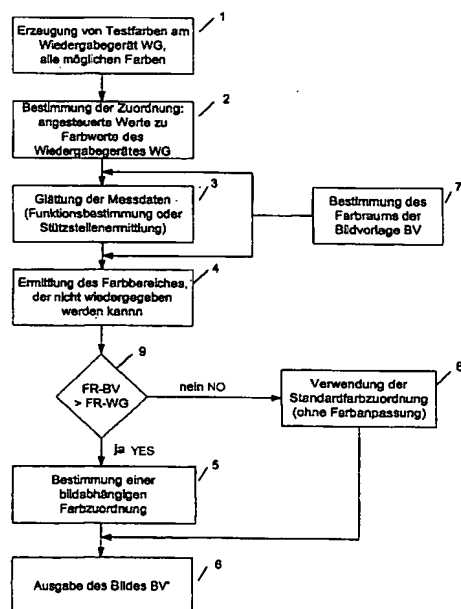 1
Erzeugung von Testfarben am
Wiedergabegerät WG,
alle möglichen Farben
2
Bestimmung der Zuordnung:
angesteuerte Werte zu
Farbworte des
Wiedergabegerätes WG
3
Glättung der Messdaten
(Funktionsbestimmung oder
Stützstellenermittlung)
7
Bestimmung des
Farbraums der
Bildvorlage BV
4
Ermittlung des Farbbereiches,
der nicht wiedergegeben
werden kannn
9
FR-BV
> FR-WG
nein NO
8
Verwendung der
Standardfarbzuordnung
(ohne Farbanpassung)
ja YES
5
Bestimmung einer
bildabhängigen
Farbzuordnung
6
Ausgabe des Bildes BV'